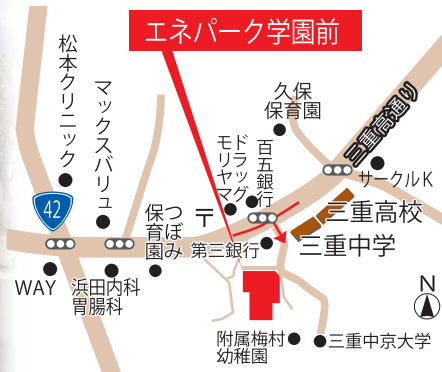 エネパーク学園前
松本クリニック
マックスバリュ
久保
保育園
三重高通り
ドラッグ
モリヤマ
百五銀行
サークルK
42
つぼみ
保育園
〒
三重高校
第三銀行
三重中学
WAY
浜田内科
胃腸科
N
附属梅村
幼稚園
三重中京大学